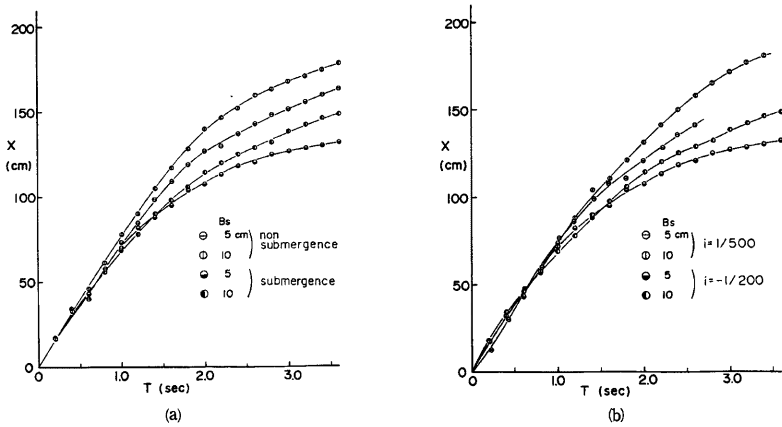 200
150
X
(cm)
100
50
0
0
1.0
2.0
3.0
T (sec)
Bs
5 cm
10
non
submergence
5
10
submergence
(a)
200
150
X
(cm)
100
50
0
0
1.0
2.0
3.0
T (sec)
Bs
5 cm
10
i=1/500
5
10
i=-1/200
(b)